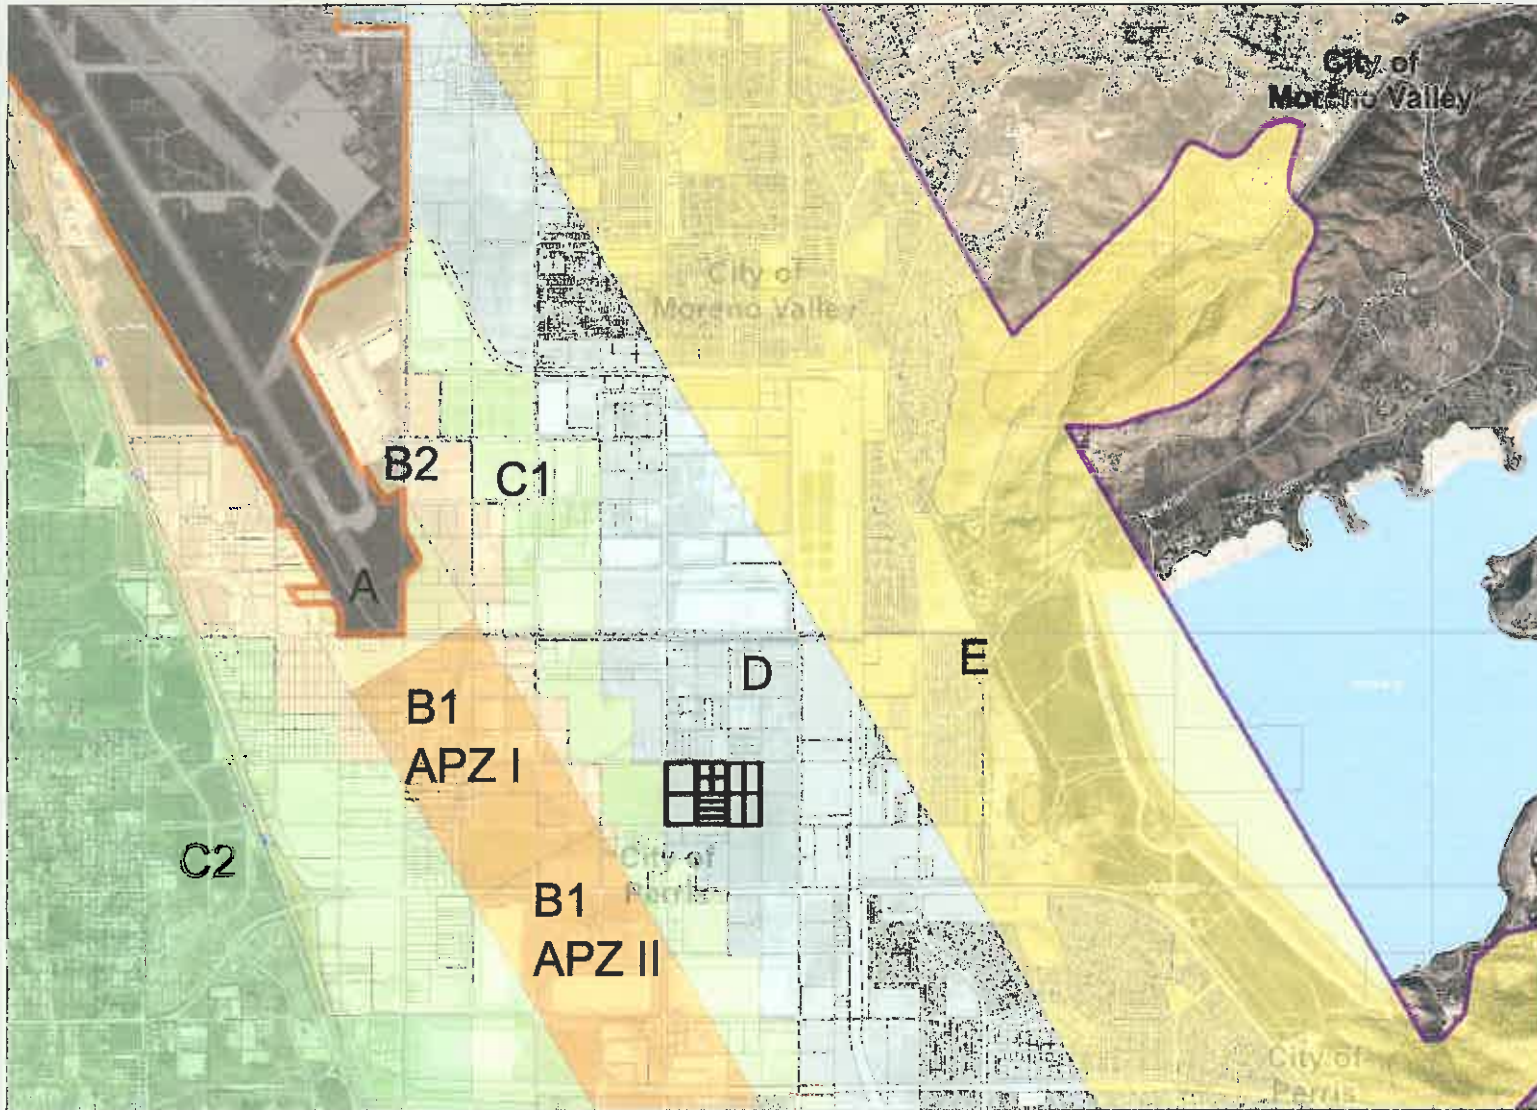 City of
Moreno Valley
City of
Moreno Valley
B2
C1
A
D
E
B1
APZ I
C2
City of
Perris
B1
APZ II
City of
Perris